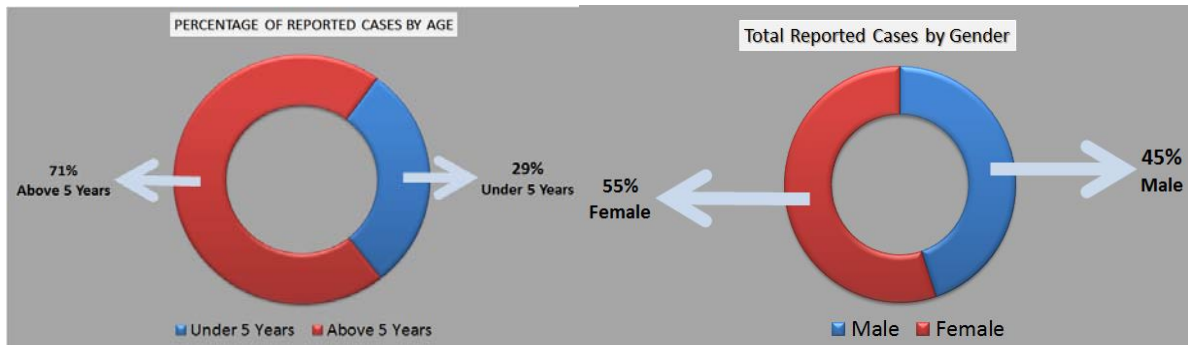 PERCENTAGE OF REPORTED CASES BY AGE
71%
Above 5 Years
29%
Under 5 Years
Under 5 Years Above 5 Years
Total Reported Cases by Gender
55%
Female
45%
Male
Male Female